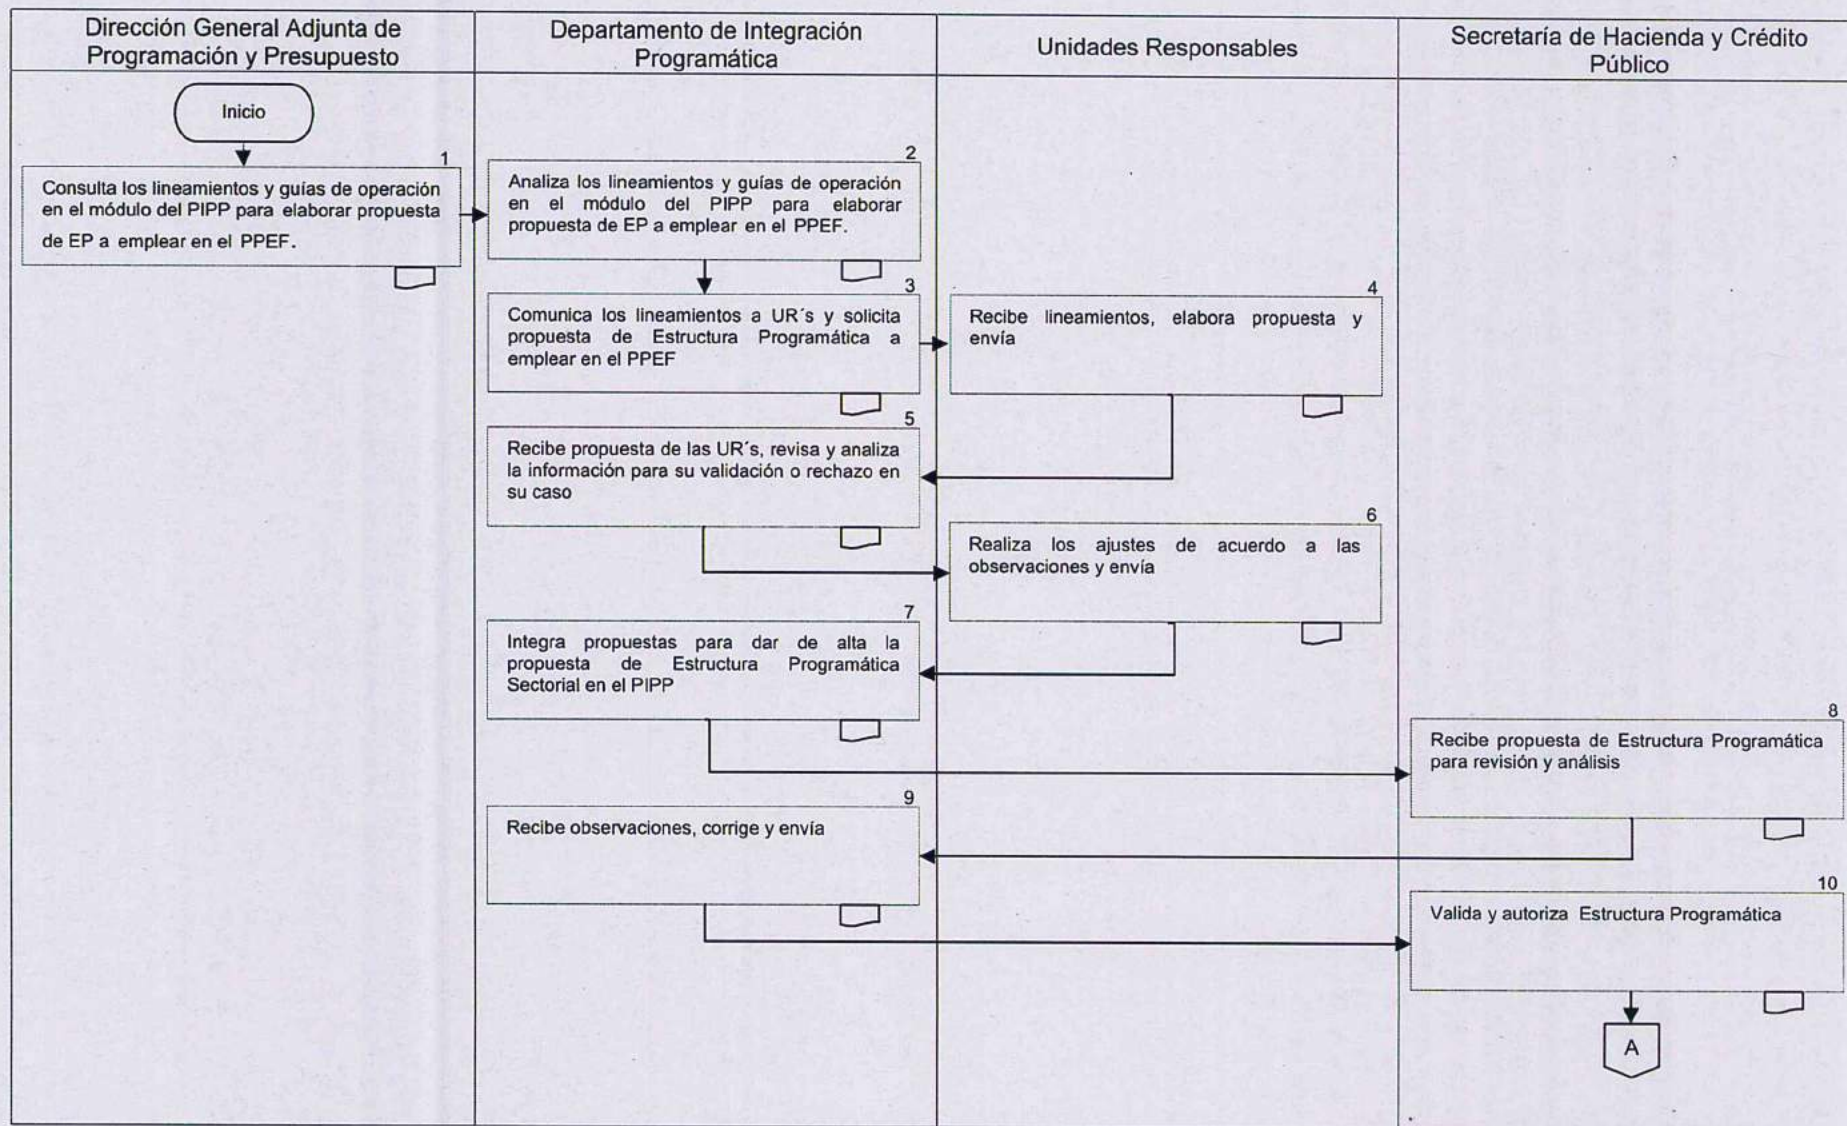 Dirección General Adjunta de
Programación y Presupuesto
Departamento de Integración
Programática
Unidades Responsables
Secretaría de Hacienda y Crédito
Público
Inicio
1
Consulta los lineamientos y guías de operación
en el módulo del PIPP para elaborar propuesta
de EP a emplear en el PPEF.
2
Analiza los lineamientos y guías de operación
en el módulo del PIPP para elaborar
propuesta de EP a emplear en el PPEF.
3
Comunica los lineamientos a UR´s y solicita
propuesta de Estructura Programática a
emplear en el PPEF
4
Recibe lineamientos, elabora propuesta y
envía
5
Recibe propuesta de las UR´s, revisa y analiza
la información para su validación o rechazo en
su caso
6
Realiza los ajustes de acuerdo a las
observaciones y envía
7
Integra propuestas para dar de alta la
propuesta de Estructura Programática
Sectorial en el PIPP
8
Recibe propuesta de Estructura Programática
para revisión y análisis
9
Recibe observaciones, corrige y envía
10
Valida y autoriza Estructura Programática
A